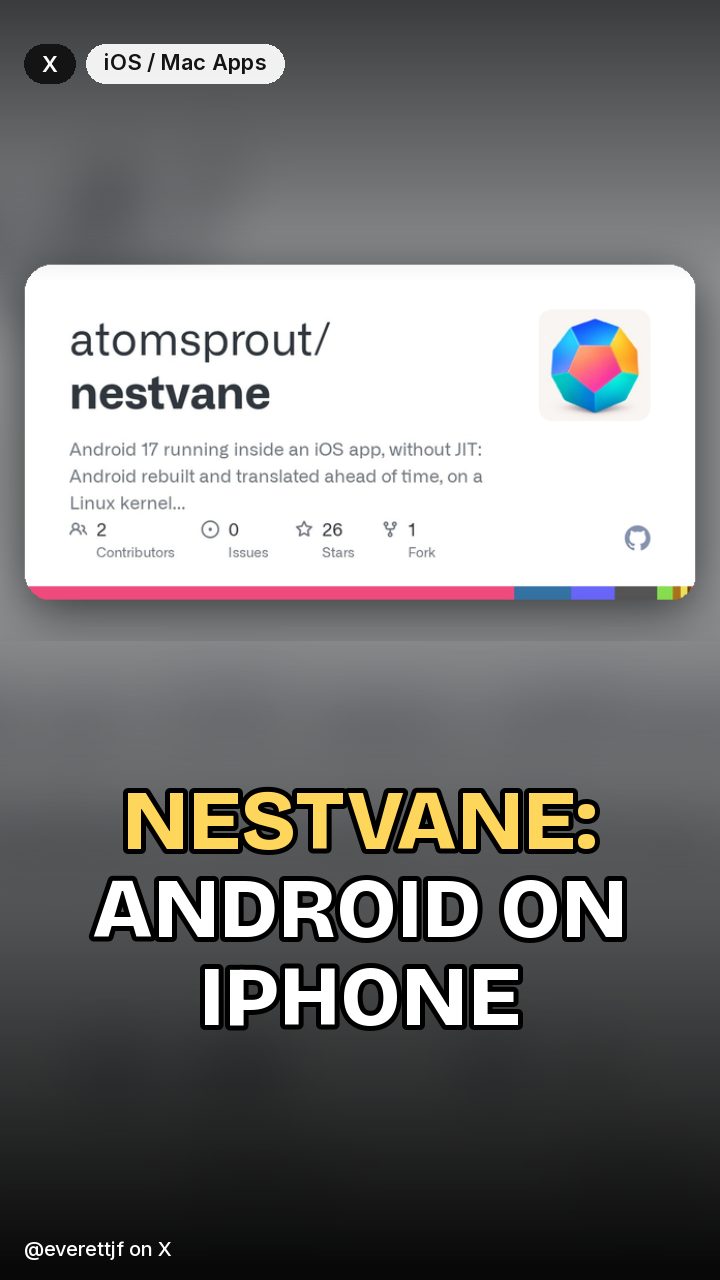 X
iOS / Mac Apps
atomsprout/
nestvane
Android 17 running inside an iOS app, without JIT:
Android rebuilt and translated ahead of time, on a
Linux kernel...
2
Contributors
0
Issues
26
Stars
1
Fork
NESTVANE:
ANDROID ON
IPHONE
@everettjf on X